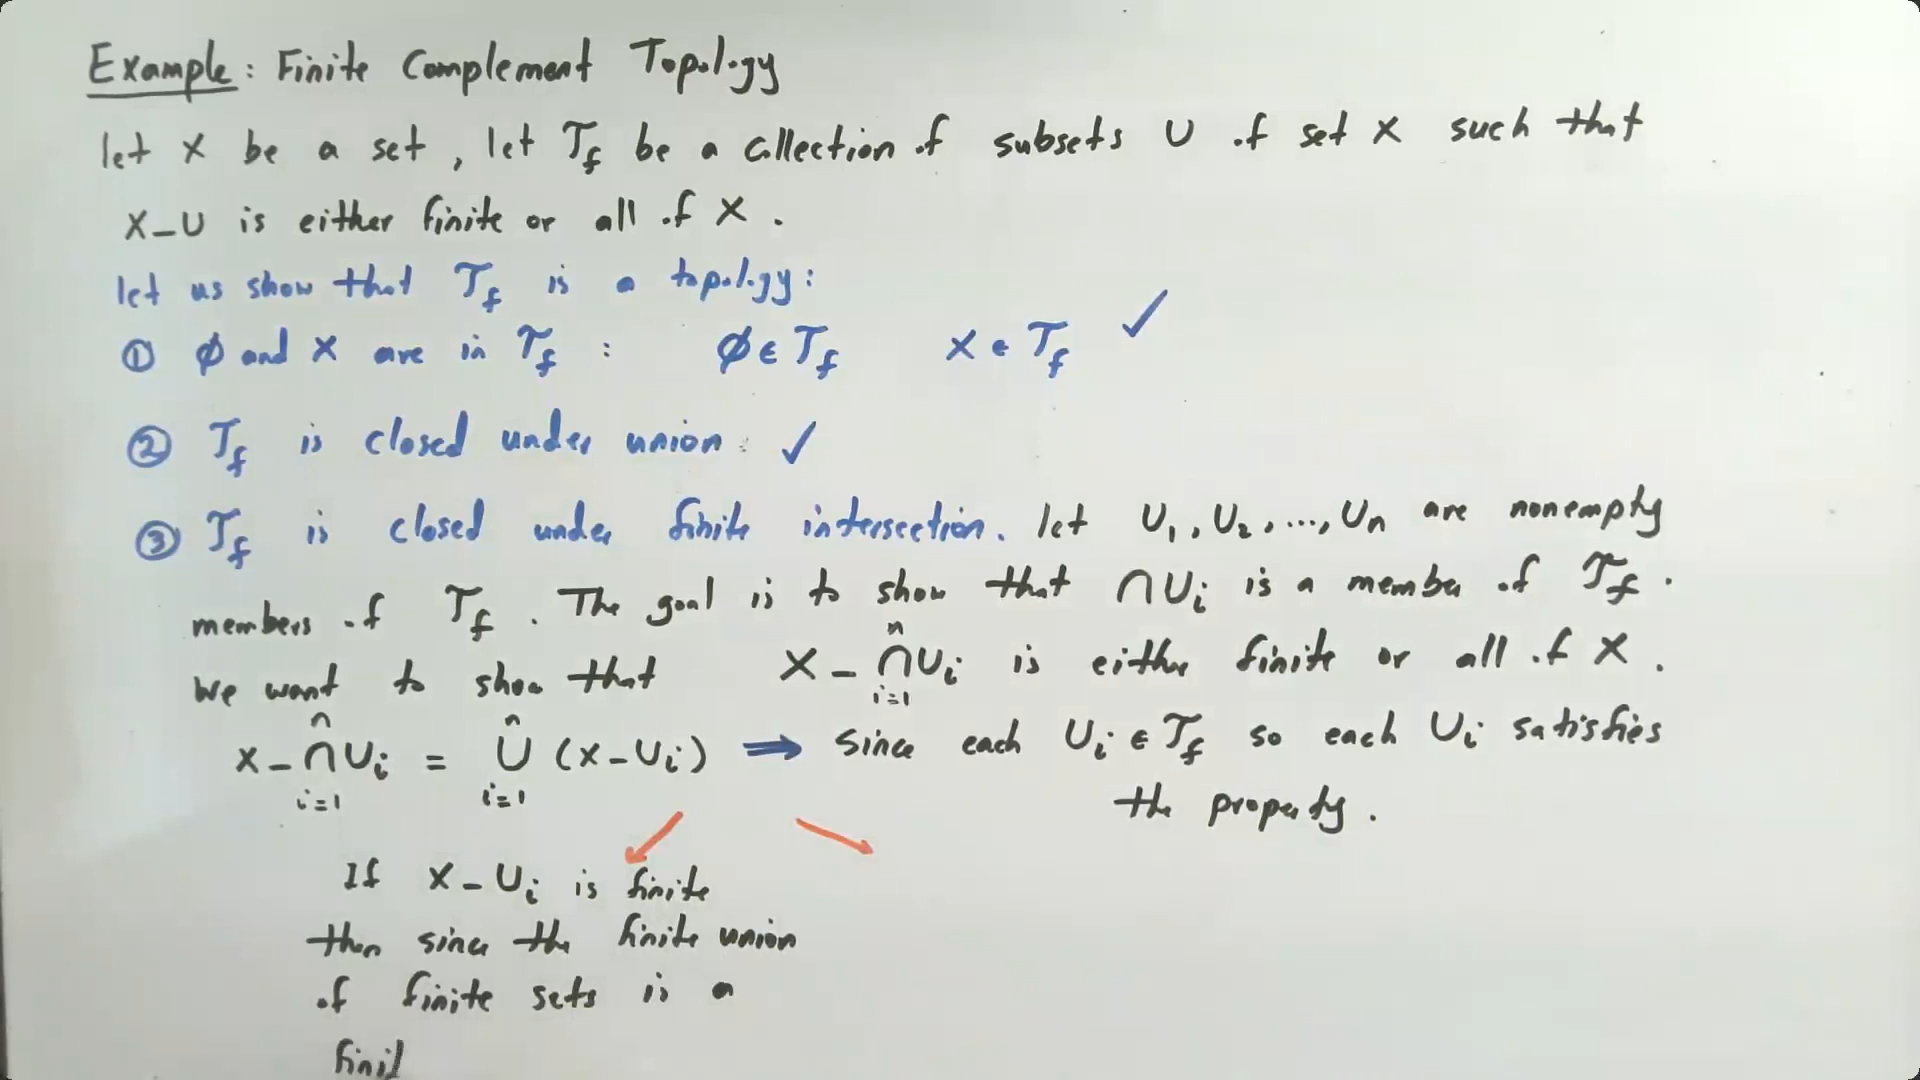 Example: Finite Complement Topology
let X be a set, let T_f be a collection of subsets U of set X such that
X-U is either finite or all of X.
let us show that T_f is a topology:
① ∅ and X are in T_f : ∅ ∈ T_f X ∈ T_f ✓
② T_f is closed under union: ✓
③ T_f is closed under finite intersection. let U₁, U₂, ..., Un are nonempty
members of T_f. The goal is to show that ∩Ui is a member of T_f.
We want to show that X - ∩_{i=1}^{n} Ui is either finite or all of X.
X - ∩_{i=1}^{n} Ui = ∪_{i=1}^{n} (X-Ui) ⇒ since each Ui ∈ T_f so each Ui satisfies
the property.
If X-Ui is finite
then since the finite union
of finite sets is a
finit